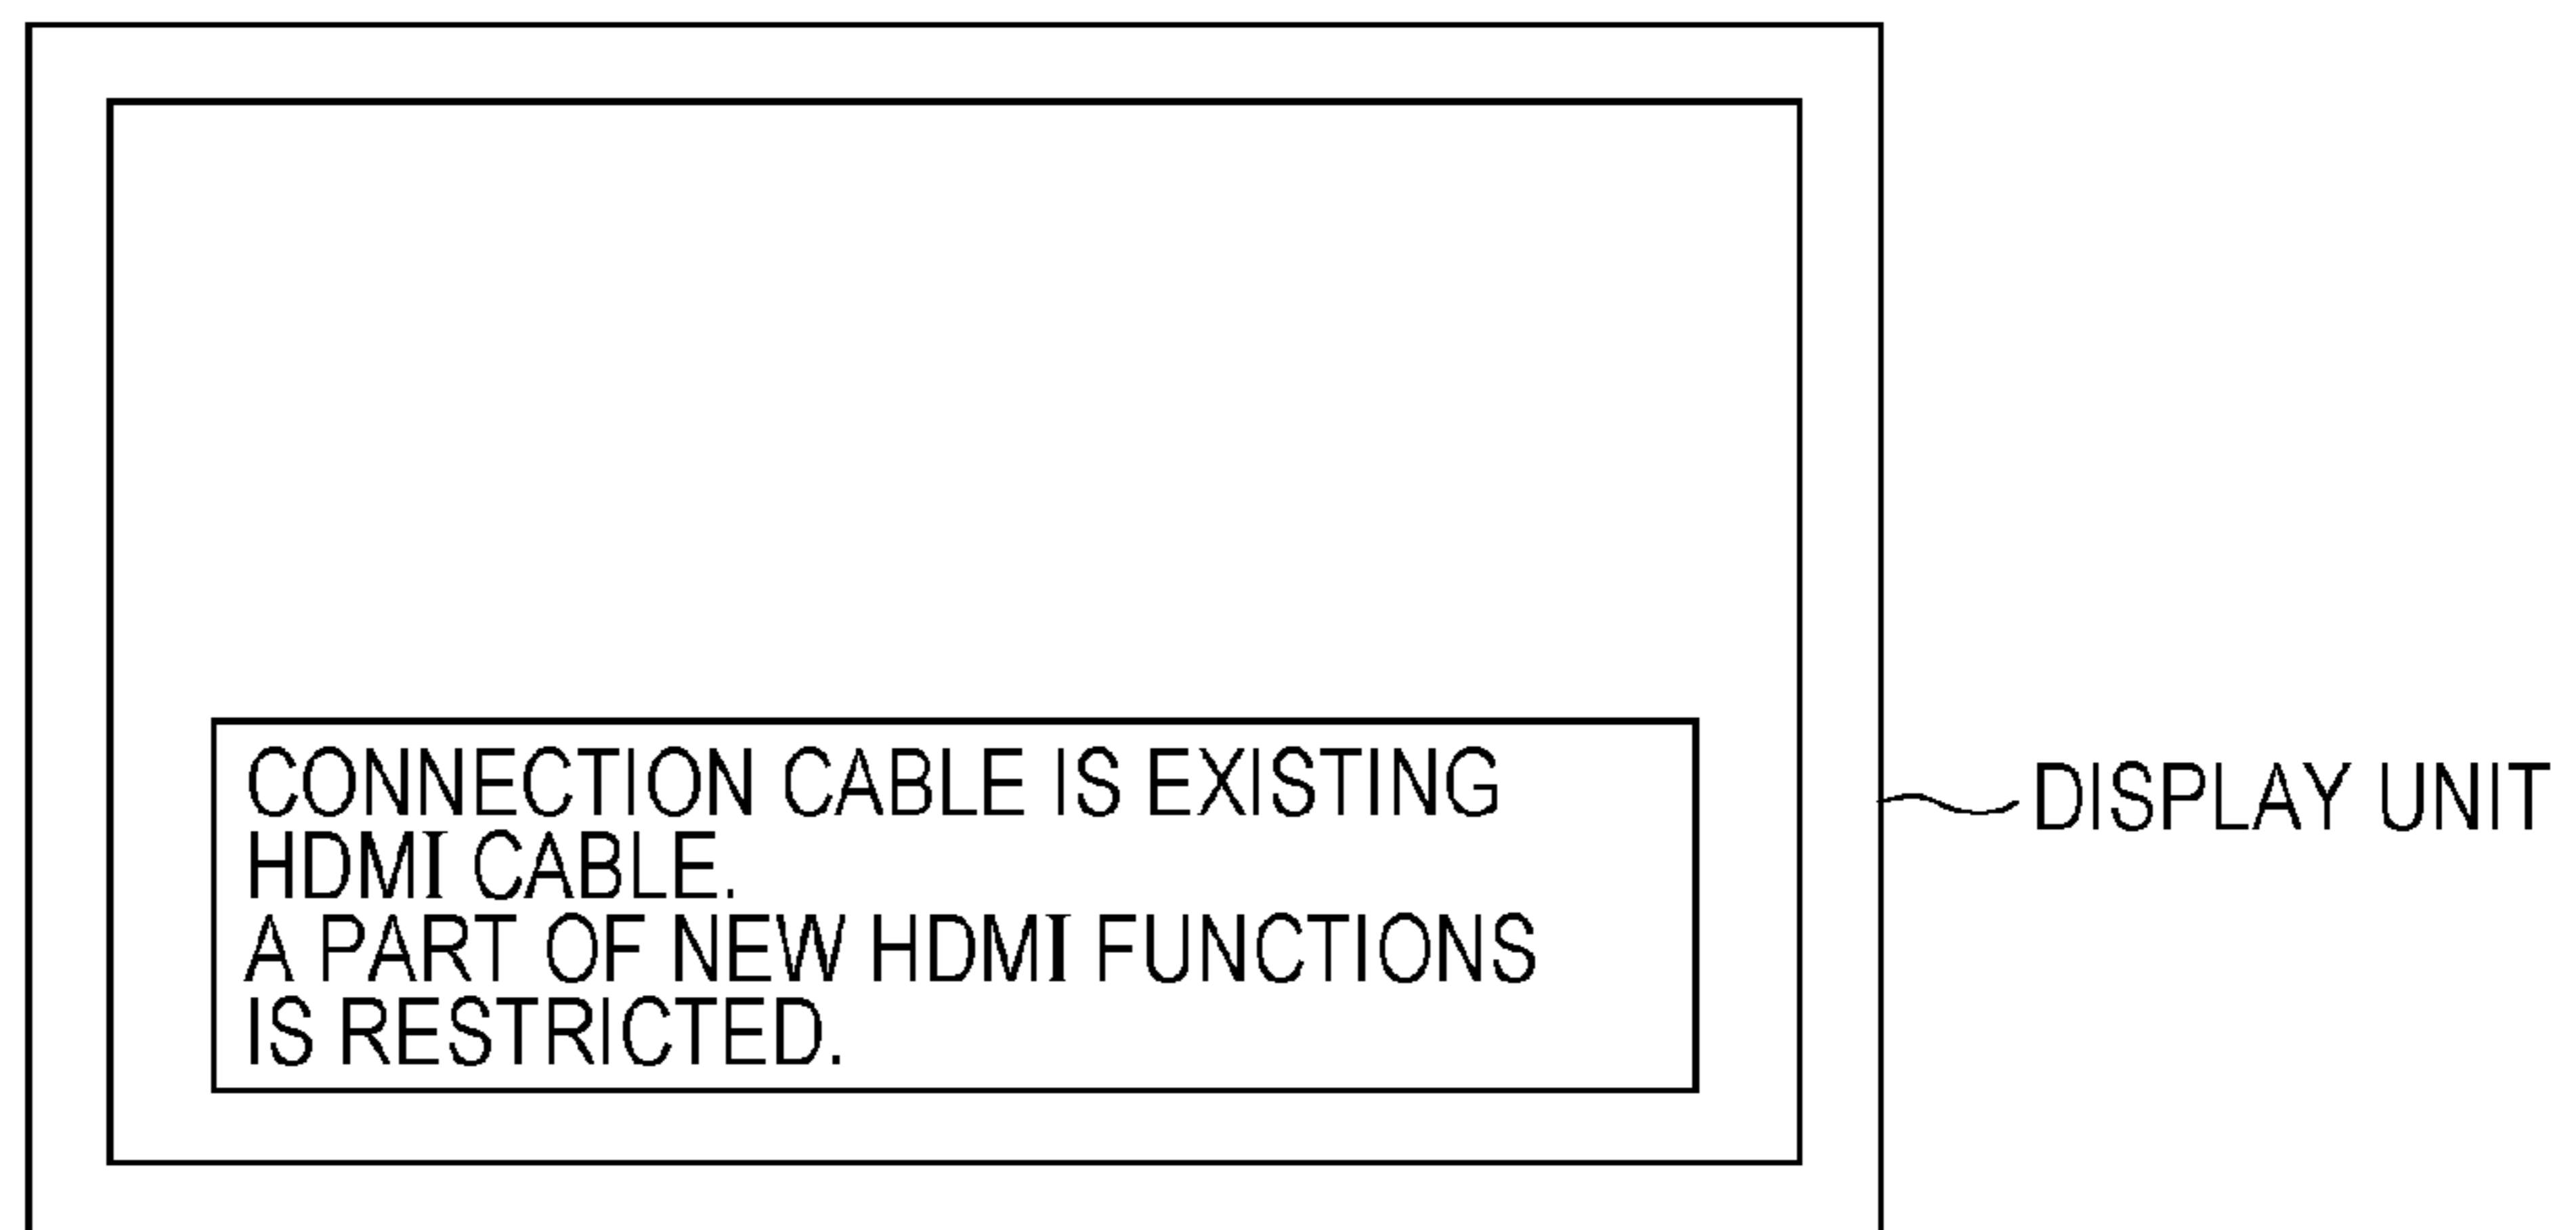 CONNECTION CABLE IS EXISTING
HDMI CABLE.
A PART OF NEW HDMI FUNCTIONS
IS RESTRICTED.
DISPLAY UNIT